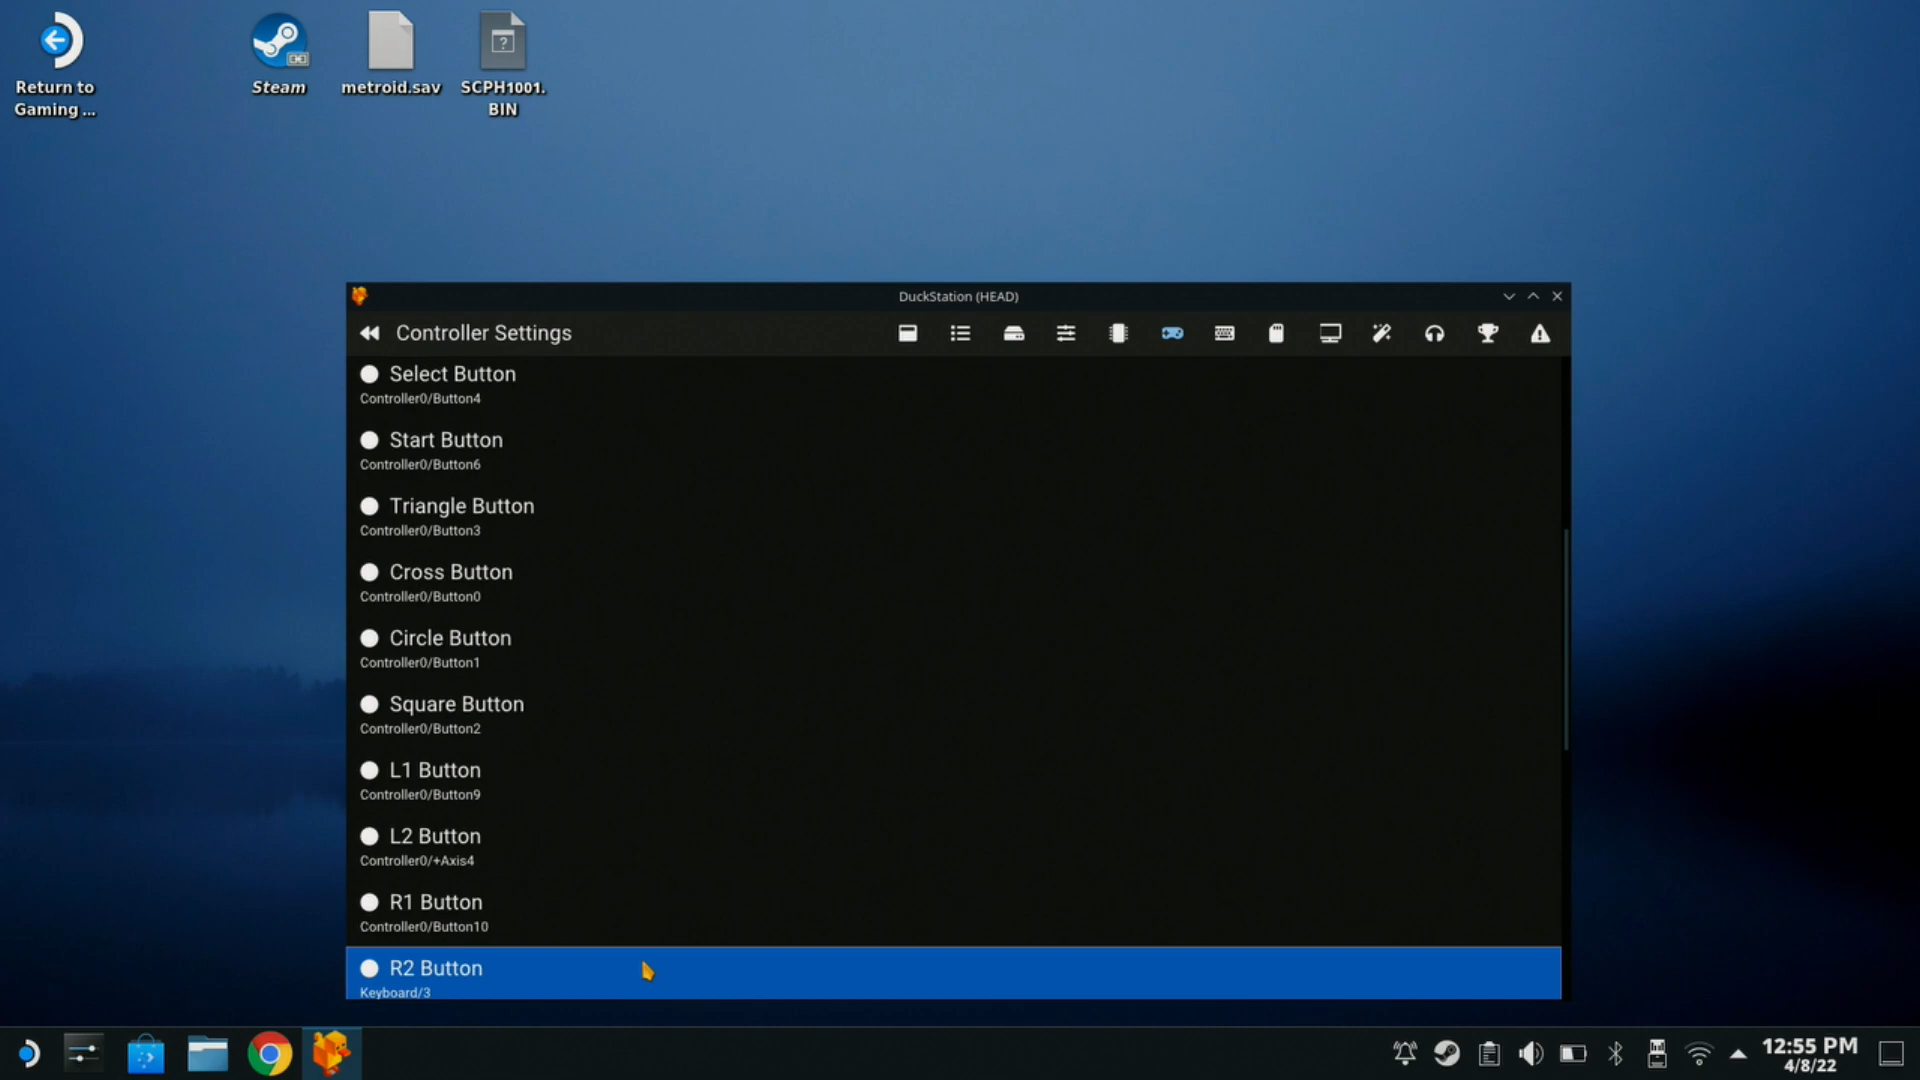 Return to
Gaming ...
Steam
metroid.sav
SCPH1001.
BIN
DuckStation (HEAD)
Controller Settings
Select Button
Controller0/Button4
Start Button
Controller0/Button6
Triangle Button
Controller0/Button3
Cross Button
Controller0/Button0
Circle Button
Controller0/Button1
Square Button
Controller0/Button2
L1 Button
Controller0/Button9
L2 Button
Controller0/+Axis4
R1 Button
Controller0/Button10
R2 Button
Keyboard/3
12:55 PM
4/8/22